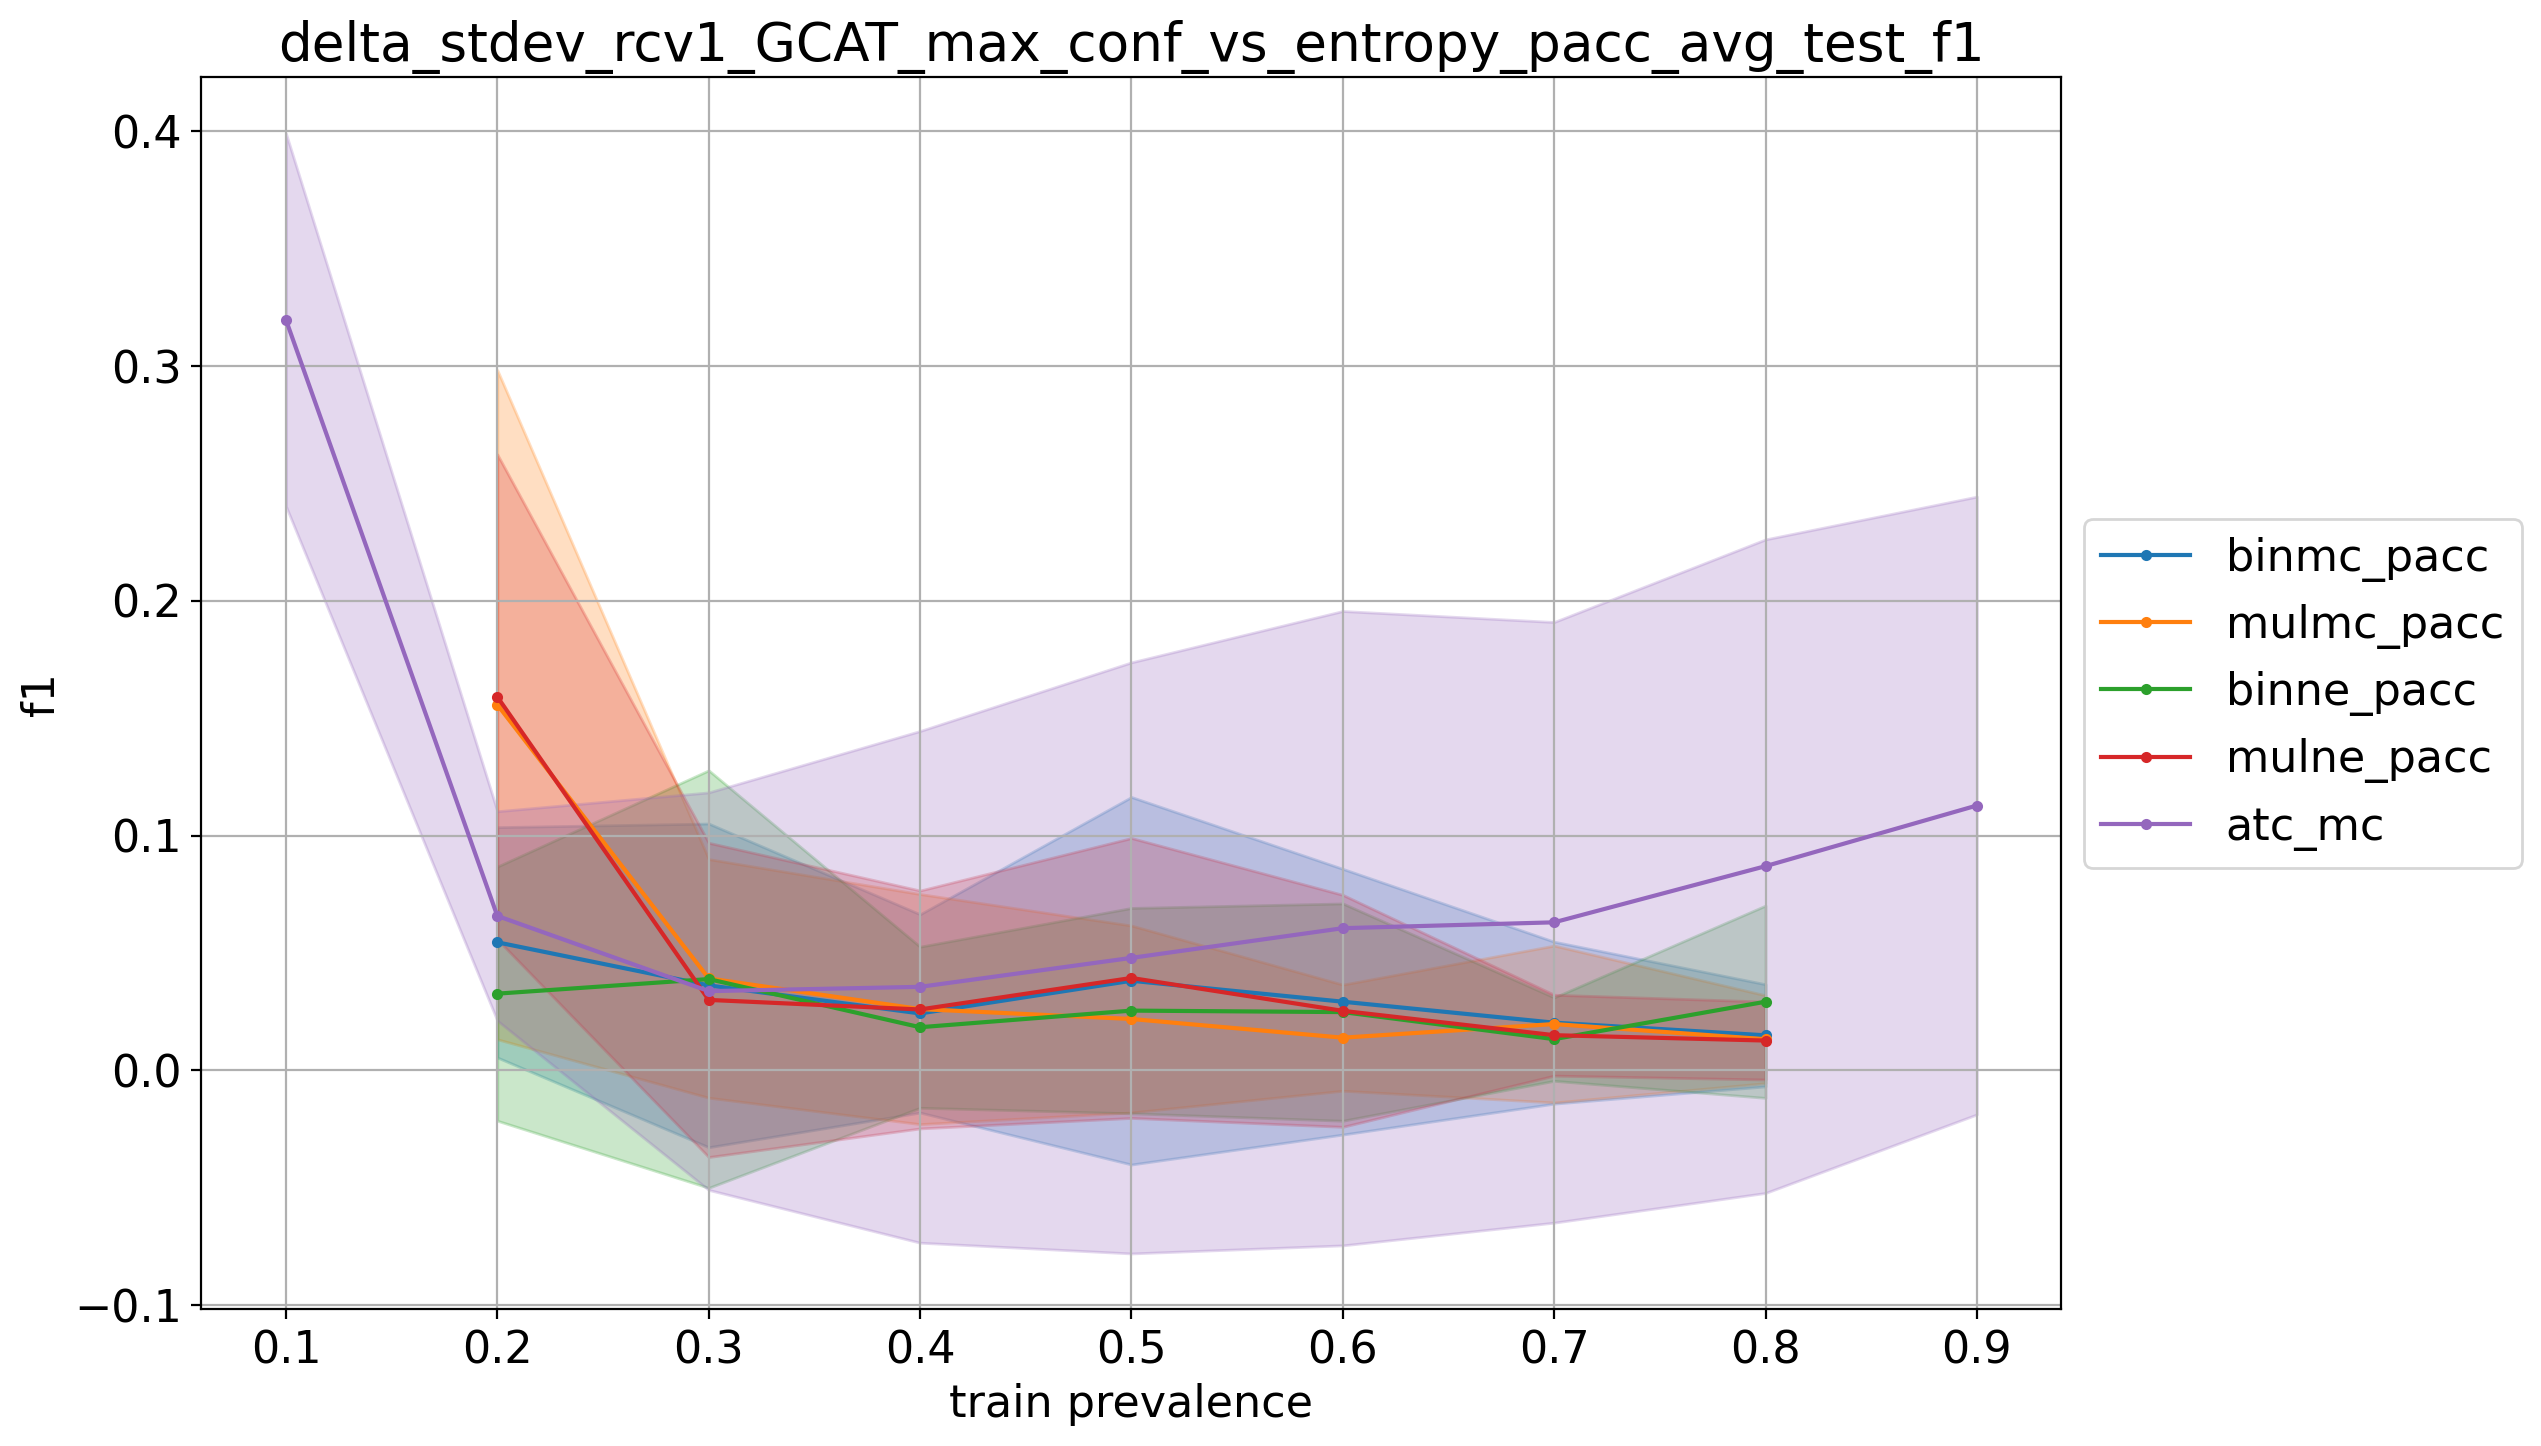 delta_stdev_rcv1_GCAT_max_conf_vs_entropy_pacc_avg_test_f1
0.4
0.3
0.2
0.1
0.0
−0.1
f1
0.1 0.2 0.3 0.4 0.5 0.6 0.7 0.8 0.9
train prevalence
binmc_pacc
mulmc_pacc
binne_pacc
mulne_pacc
atc_mc